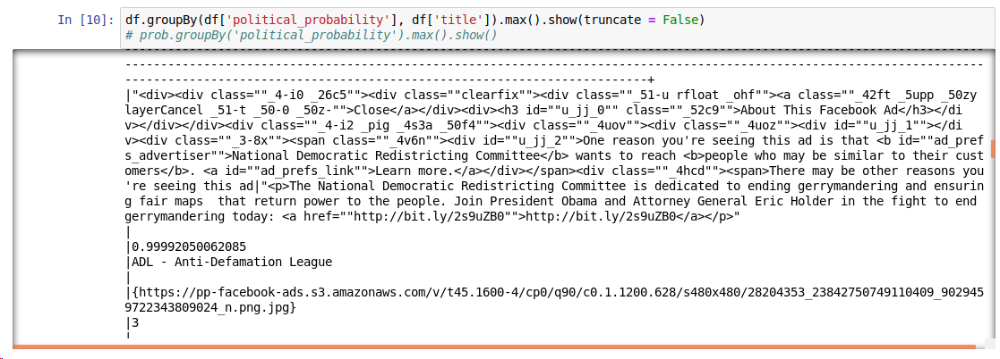 In [10]: df.groupBy(df['political_probability'], df['title']).max().show(truncate = False)
# prob.groupBy('political_probability').max().show()
------------------------------------------------------------------------------------------------------------------------
------------------------------------------------------------------------------------------------------------------------
-------------------------------------------------------------------------+
|"<div><div class=""_4-i0 _26c5""><div class=""clearfix""><div class=""_51-u rfloat _ohf""><a class=""_42ft _5upp _50zy
layerCancel _51-t _50-0 _50z-"">Close</a></div><div><h3 id=""u_jj_0"" class=""_52c9"">About This Facebook Ad</h3></di
v></div></div><div class=""_4-i2 _pig _4s3a _50f4""><div class=""_4uov""><div class=""_4uoz""><div id=""u_jj_1""></di
v><div class=""_3-8x""><span class=""_4v6n""><div id=""u_jj_2"">One reason you're seeing this ad is that <b id=""ad_pref
s_advertiser"">National Democratic Redistricting Committee</b> wants to reach <b>people who may be similar to their cust
omers</b>. <a id=""ad_prefs_link"">Learn more.</a></div></span><div class=""_4hcd""><span>There may be other reasons you
're seeing this ad|"<p>The National Democratic Redistricting Committee is dedicated to ending gerrymandering and ensurin
g fair maps  that return power to the people. Join President Obama and Attorney General Eric Holder in the fight to end
gerrymandering today: <a href=""http://bit.ly/2s9uZB0"">http://bit.ly/2s9uZB0</a></p>"
|
|0.99992050062085
|ADL - Anti-Defamation League
|
|{https://pp-facebook-ads.s3.amazonaws.com/v/t45.1600-4/cp0/q90/c0.1.1200.628/s480x480/28204353_23842750749110409_902945
9722343809024_n.png.jpg}
|3
|